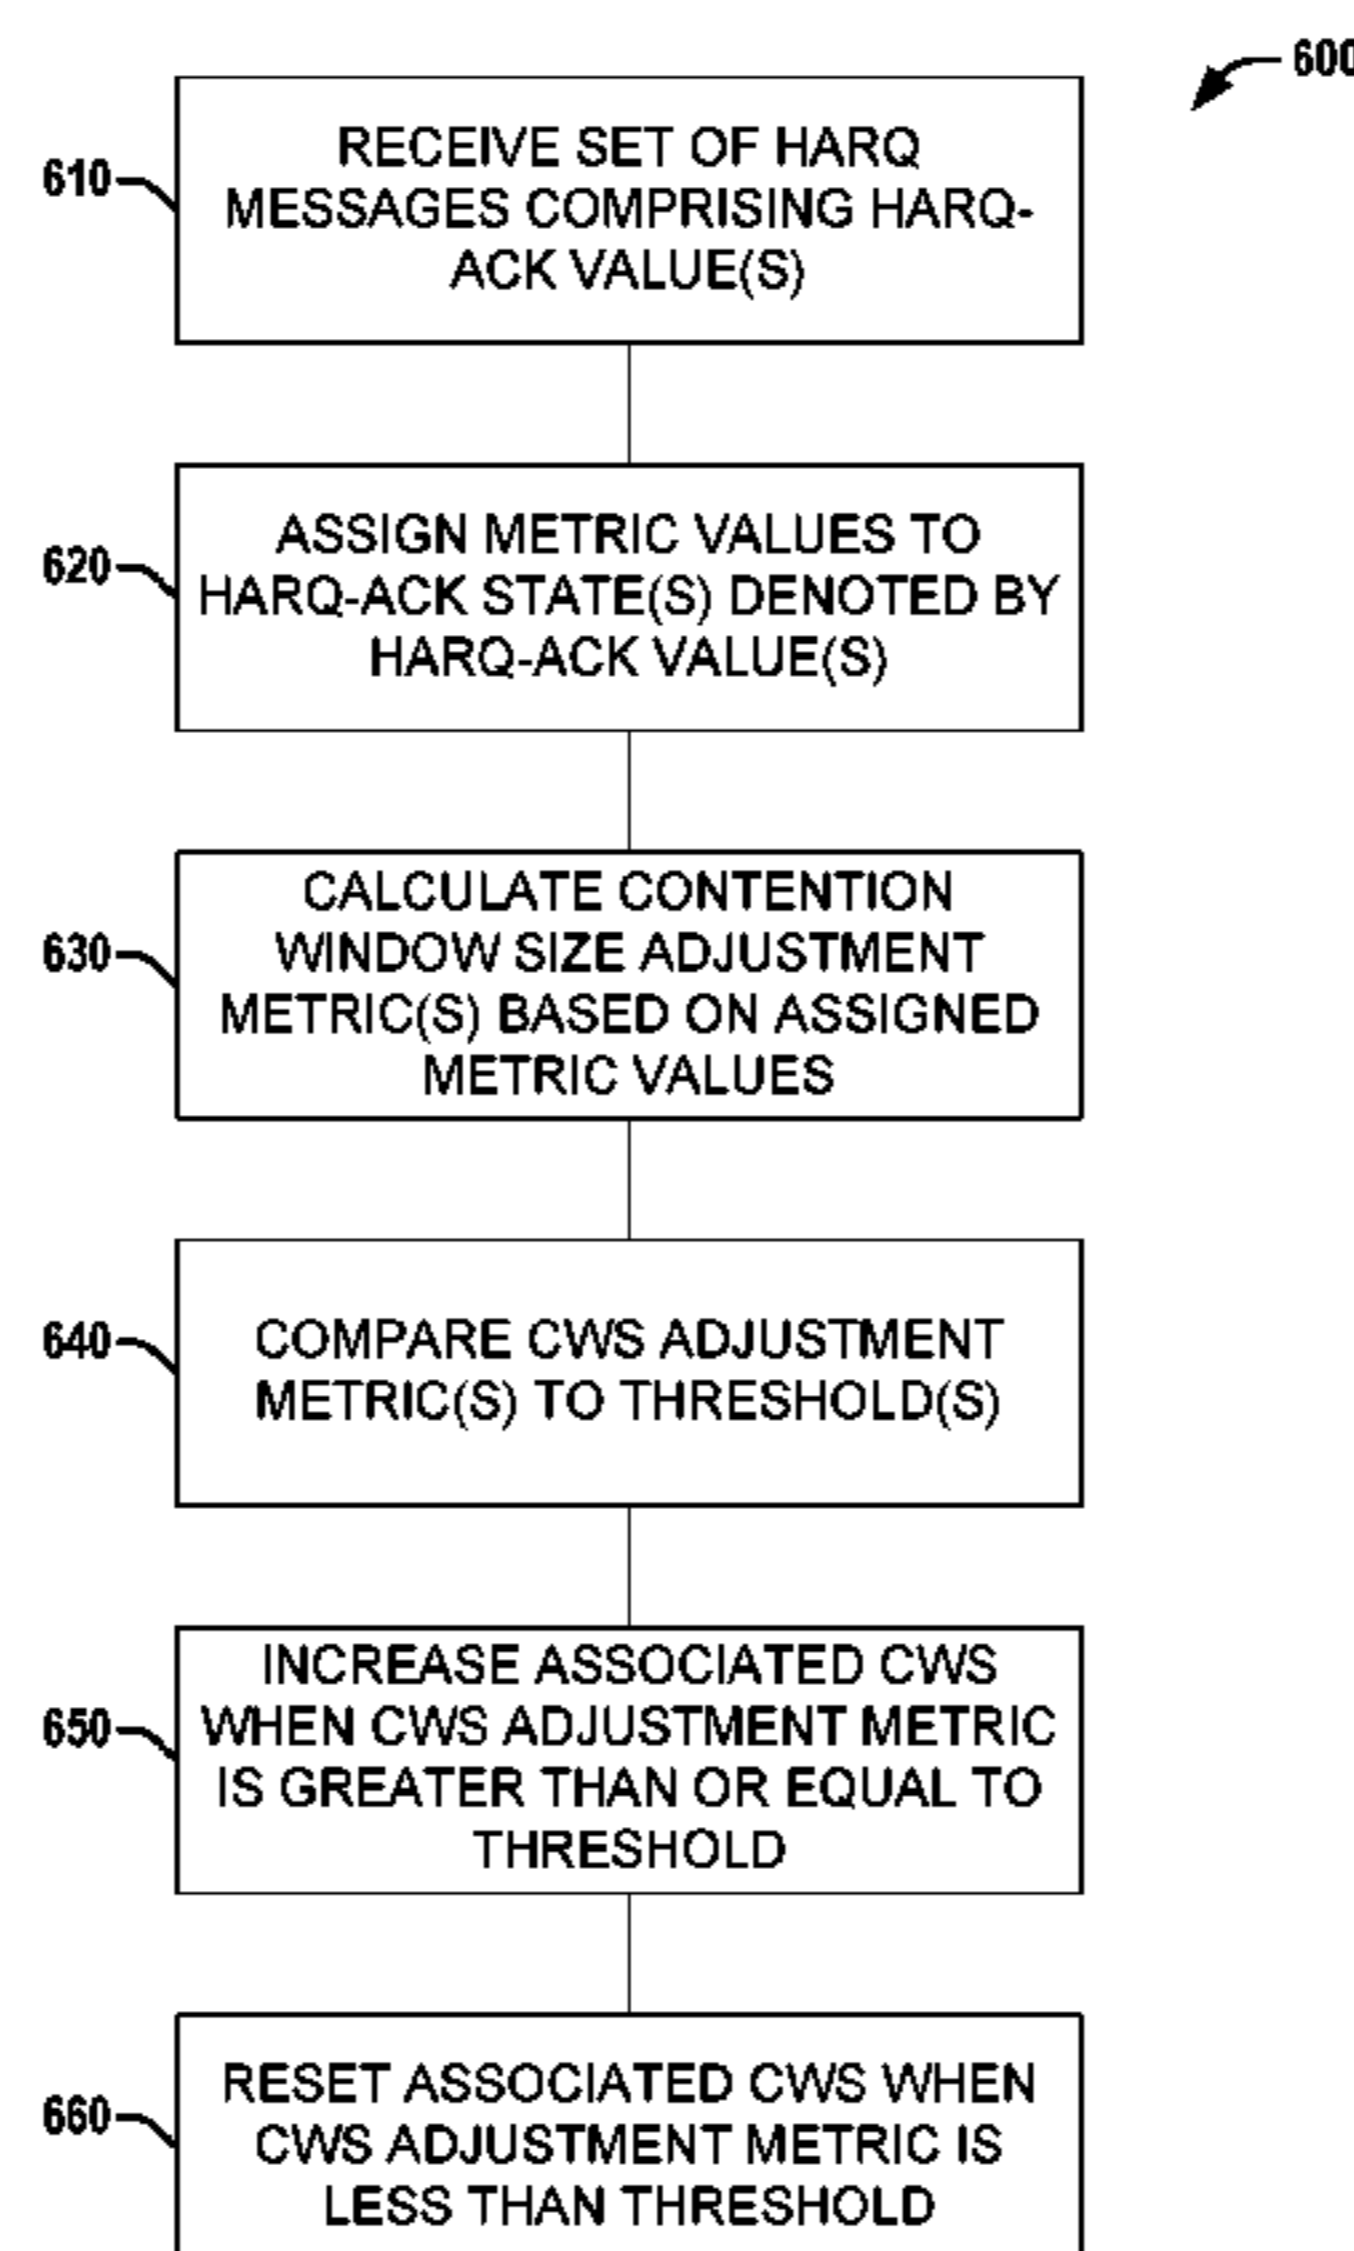 600
610
RECEIVE SET OF HARQ
MESSAGES COMPRISING HARQ-
ACK VALUE(S)
620
ASSIGN METRIC VALUES TO
HARQ-ACK STATE(S) DENOTED BY
HARQ-ACK VALUE(S)
630
CALCULATE CONTENTION
WINDOW SIZE ADJUSTMENT
METRIC(S) BASED ON ASSIGNED
METRIC VALUES
640
COMPARE CWS ADJUSTMENT
METRIC(S) TO THRESHOLD(S)
650
INCREASE ASSOCIATED CWS
WHEN CWS ADJUSTMENT METRIC
IS GREATER THAN OR EQUAL TO
THRESHOLD
660
RESET ASSOCIATED CWS WHEN
CWS ADJUSTMENT METRIC IS
LESS THAN THRESHOLD